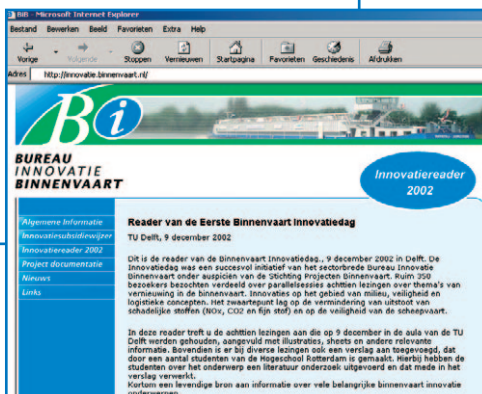 BIB - Microsoft Internet Explorer
Bestand Bewerken Beeld Favorieten Extra Help
Vorige Volgende Stoppen Vernieuwen Startpagina Favorieten Geschiedenis Afdrukken
Adres http://innovatie.binnenvaart.nl/
Bi
BUREAU
INNOVATIE
BINNENVAART
Innovatiereader
2002
Algemene Informatie
Innovatiesubsidiewijzer
Innovatiereader 2002
Project documentatie
Nieuws
Links
Reader van de Eerste Binnenvaart Innovatiedag
TU Delft, 9 december 2002
Dit is de reader van de Binnenvaart Innovatiedag., 9 december 2002 in Delft. De
Innovatiedag was een succesvol initiatief van het sectorbrede Bureau Innovatie
Binnenvaart onder auspiciën van de Stichting Projecten Binnenvaart. Ruim 350
bezoekers bezochten verdeeld over parallelsessies achttien lezingen over thema's van
vernieuwing in de binnenvaart. Innovaties op het gebied van milieu, veiligheid en
logistieke concepten. Het zwaartepunt lag op de vermindering van uitstoot van
schadelijke stoffen (NOx, CO2 en fijn stof) en op de veiligheid van de scheepvaart.
In deze reader treft u de achttien lezingen aan die op 9 december in de aula van de TU
Delft werden gehouden, aangevuld met illustraties, sheets en andere relevante
informatie. Bovendien is er bij diverse lezingen ook een verslag aan toegevoegd, dat
door een aantal studenten van de Hogeschool Rotterdam is gemaakt. Hierbij hebben de
studenten over het onderwerp een literatuur onderzoek uitgevoerd en dat mede in het
verslag verwerkt.
Kortom een levendige bron aan informatie over vele belangrijke binnenvaart innovatie
onderwerpen.